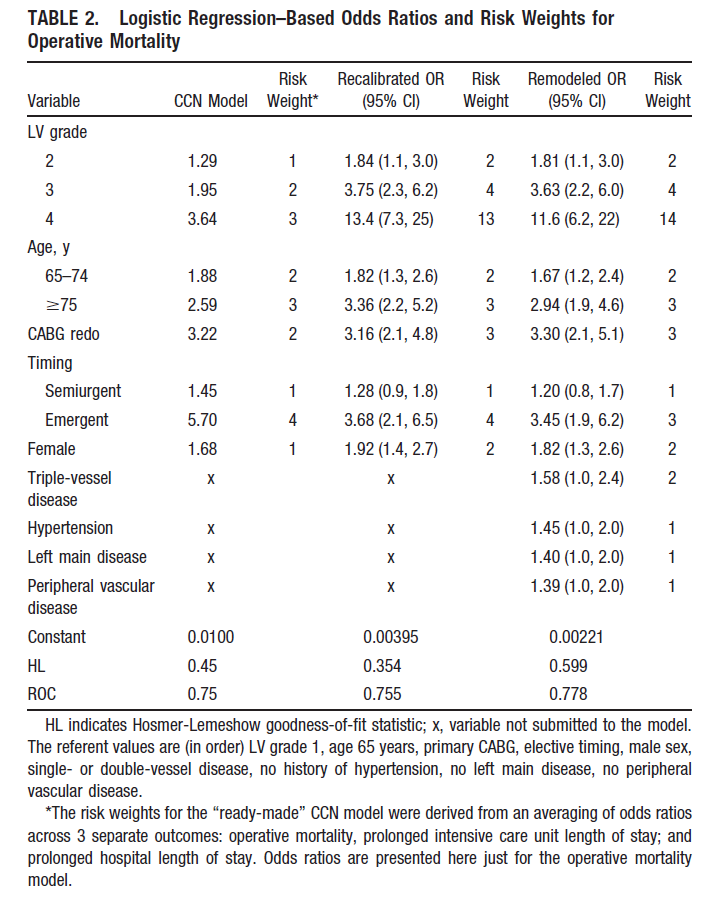 TABLE 2. Logistic Regression–Based Odds Ratios and Risk Weights for
Operative Mortality
Variable CCN Model Risk Weight* Recalibrated OR (95% CI) Risk Weight Remodeled OR (95% CI) Risk Weight
LV grade
2 1.29 1 1.84 (1.1, 3.0) 2 1.81 (1.1, 3.0) 2
3 1.95 2 3.75 (2.3, 6.2) 4 3.63 (2.2, 6.0) 4
4 3.64 3 13.4 (7.3, 25) 13 11.6 (6.2, 22) 14
Age, y
65–74 1.88 2 1.82 (1.3, 2.6) 2 1.67 (1.2, 2.4) 2
≥75 2.59 3 3.36 (2.2, 5.2) 3 2.94 (1.9, 4.6) 3
CABG redo 3.22 2 3.16 (2.1, 4.8) 3 3.30 (2.1, 5.1) 3
Timing
Semiurgent 1.45 1 1.28 (0.9, 1.8) 1 1.20 (0.8, 1.7) 1
Emergent 5.70 4 3.68 (2.1, 6.5) 4 3.45 (1.9, 6.2) 3
Female 1.68 1 1.92 (1.4, 2.7) 2 1.82 (1.3, 2.6) 2
Triple-vessel x x 1.58 (1.0, 2.4) 2
disease
Hypertension x x 1.45 (1.0, 2.0) 1
Left main disease x x 1.40 (1.0, 2.0) 1
Peripheral vascular x x 1.39 (1.0, 2.0) 1
disease
Constant 0.0100 0.00395 0.00221
HL 0.45 0.354 0.599
ROC 0.75 0.755 0.778
HL indicates Hosmer-Lemeshow goodness-of-fit statistic; x, variable not submitted to the model.
The referent values are (in order) LV grade 1, age 65 years, primary CABG, elective timing, male sex,
single- or double-vessel disease, no history of hypertension, no left main disease, no peripheral
vascular disease.
*The risk weights for the “ready-made” CCN model were derived from an averaging of odds ratios
across 3 separate outcomes: operative mortality, prolonged intensive care unit length of stay; and
prolonged hospital length of stay. Odds ratios are presented here just for the operative mortality
model.